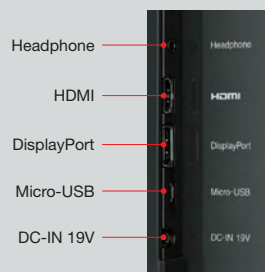 Headphone Headphone
HDMI HDMI
DisplayPort DisplayPort
Micro-USB Micro-USB
DC-IN 19V DC-IN 19V